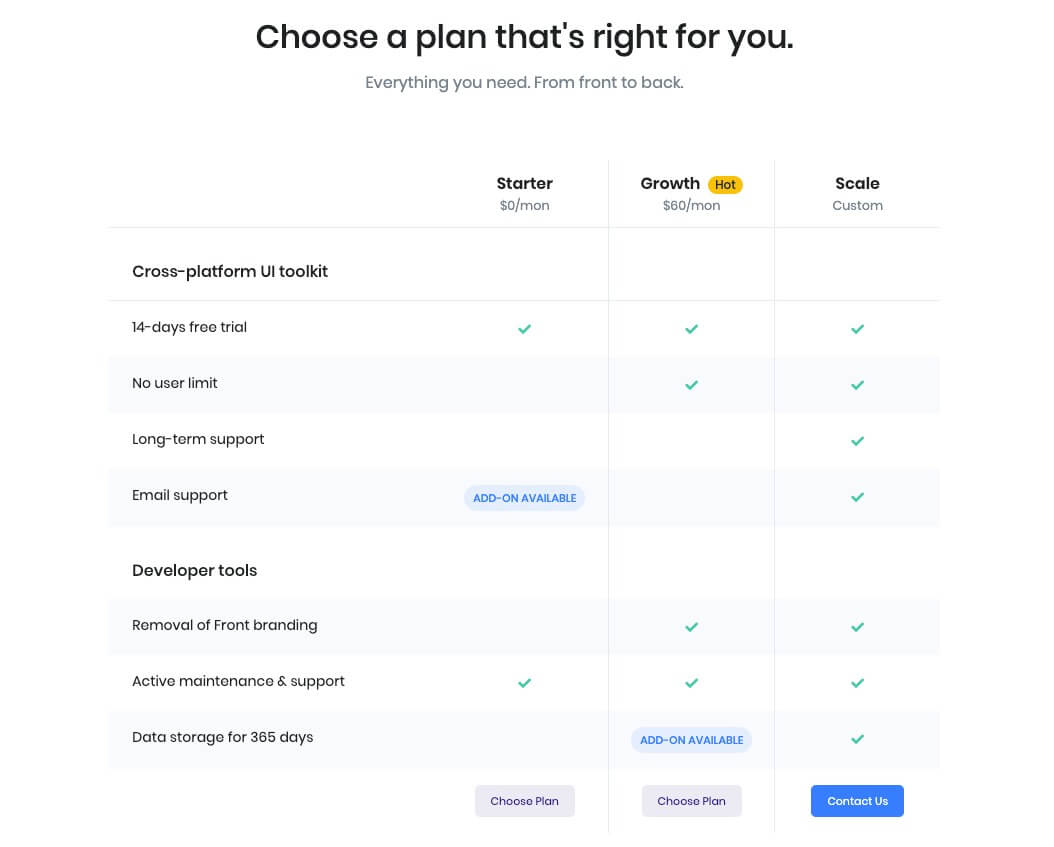 Choose a plan that's right for you.
Everything you need. From front to back.
Starter Growth Hot Scale
$0/mon $60/mon Custom
Cross-platform UI toolkit
14-days free trial
No user limit
Long-term support
Email support ADD-ON AVAILABLE
Developer tools
Removal of Front branding
Active maintenance & support
Data storage for 365 days ADD-ON AVAILABLE
Choose Plan Choose Plan Contact Us